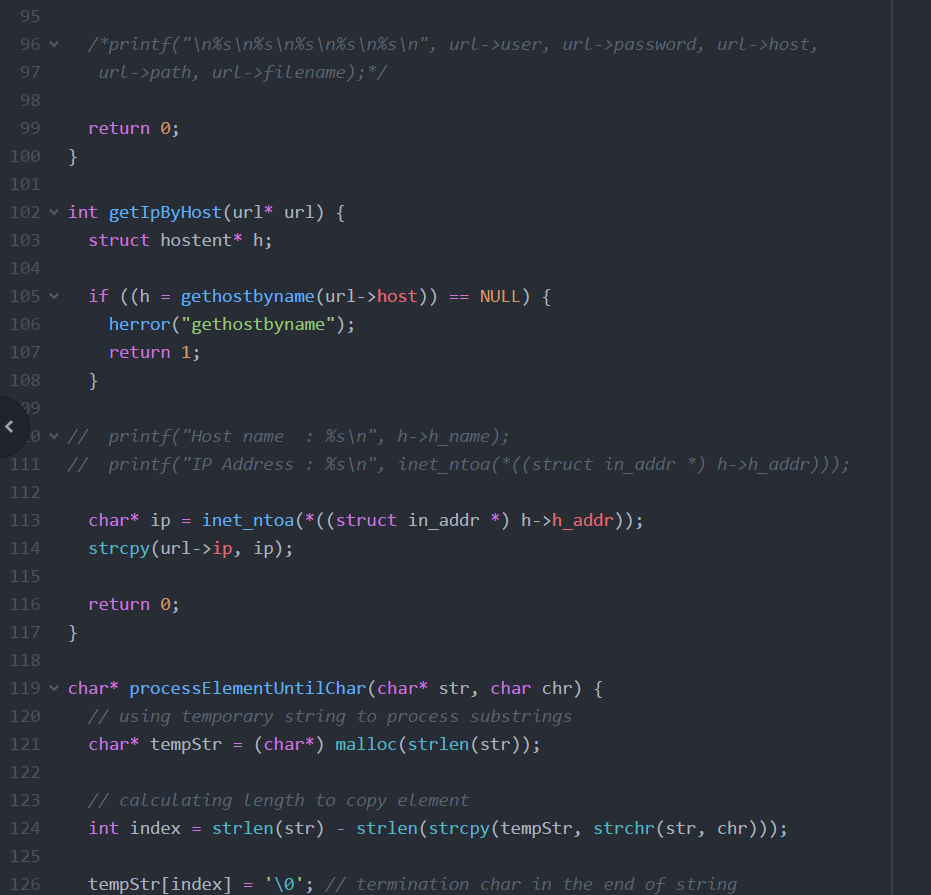 95
96 /*printf("\n%s\n%s\n%s\n%s\n%s\n", url->user, url->password, url->host,
97 url->path, url->filename);*/
98
99 return 0;
100 }
101
102 int getIpByHost(url* url) {
103 struct hostent* h;
104
105 if ((h = gethostbyname(url->host)) == NULL) {
106 herror("gethostbyname");
107 return 1;
108 }
09
0 // printf("Host name : %s\n", h->h_name);
111 // printf("IP Address : %s\n", inet_ntoa(*((struct in_addr *) h->h_addr)));
112
113 char* ip = inet_ntoa(*((struct in_addr *) h->h_addr));
114 strcpy(url->ip, ip);
115
116 return 0;
117 }
118
119 char* processElementUntilChar(char* str, char chr) {
120 // using temporary string to process substrings
121 char* tempStr = (char*) malloc(strlen(str));
122
123 // calculating length to copy element
124 int index = strlen(str) - strlen(strcpy(tempStr, strchr(str, chr)));
125
126 tempStr[index] = '\0'; // termination char in the end of string